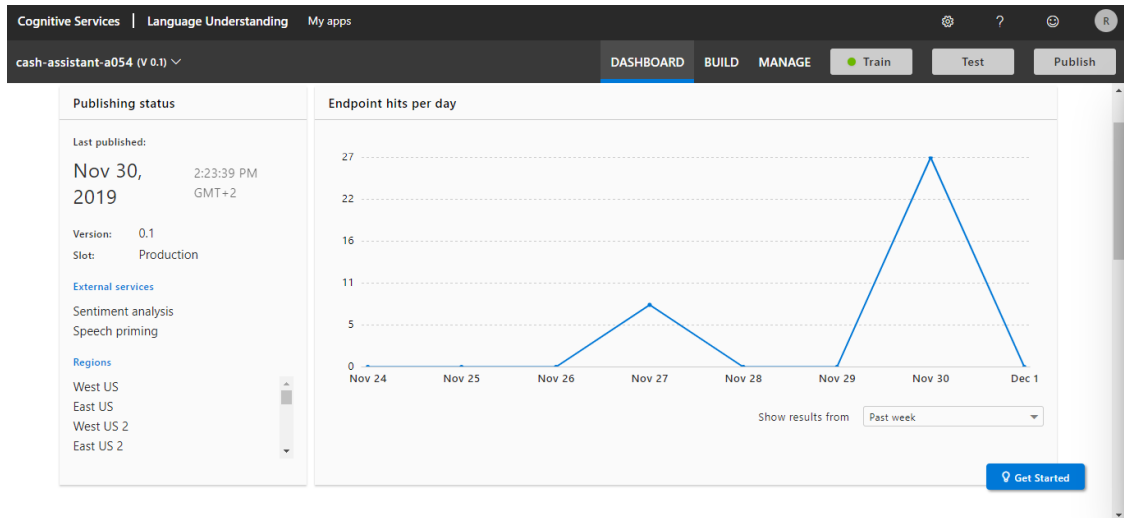 Cognitive Services | Language Understanding My apps ? R
cash-assistant-a054 (V 0.1) DASHBOARD BUILD MANAGE Train Test Publish
Publishing status
Last published:
Nov 30, 2:23:39 PM
2019 GMT+2
Version: 0.1
Slot: Production
External services
Sentiment analysis
Speech priming
Regions
West US
East US
West US 2
East US 2
Endpoint hits per day
27
22
16
11
5
0
Nov 24 Nov 25 Nov 26 Nov 27 Nov 28 Nov 29 Nov 30 Dec 1
Show results from Past week
Get Started